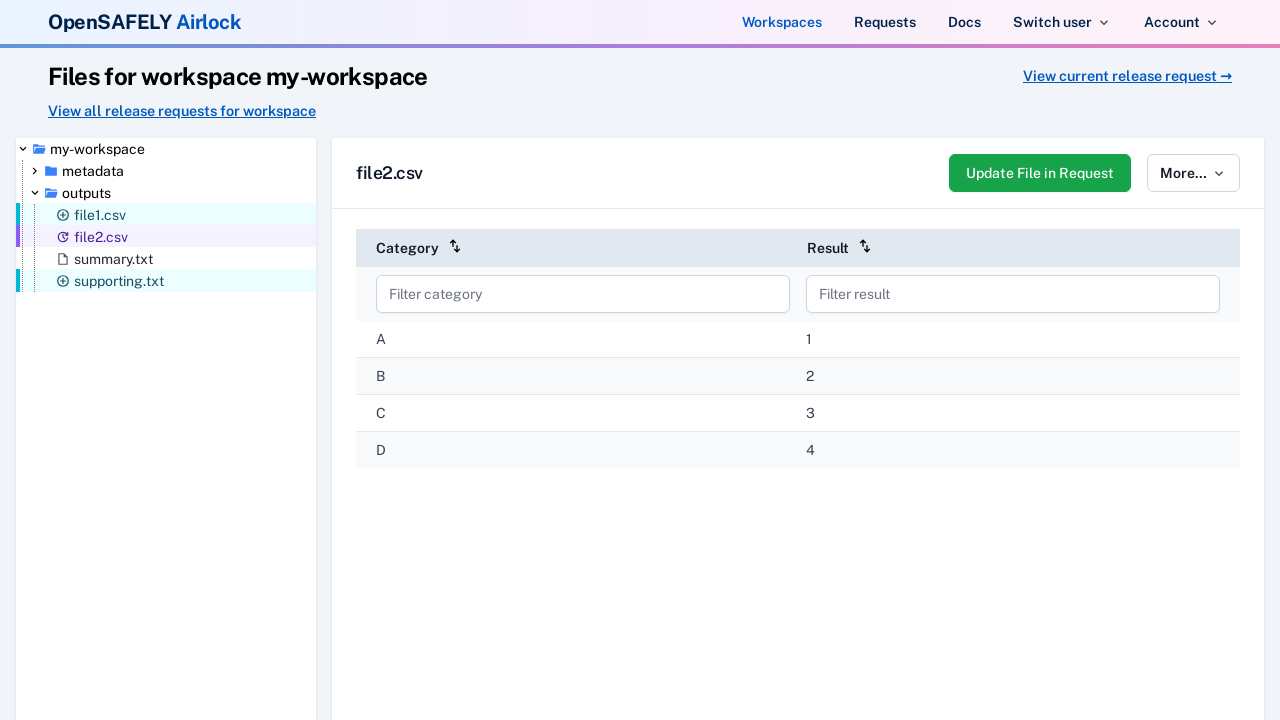 OpenSAFELY Airlock
Workspaces Requests Docs Switch user Account
Files for workspace my-workspace
View current release request →
View all release requests for workspace
my-workspace
metadata
outputs
file1.csv
file2.csv
summary.txt
supporting.txt
file2.csv
Update File in Request More...
Category Result
Filter category Filter result
A 1
B 2
C 3
D 4